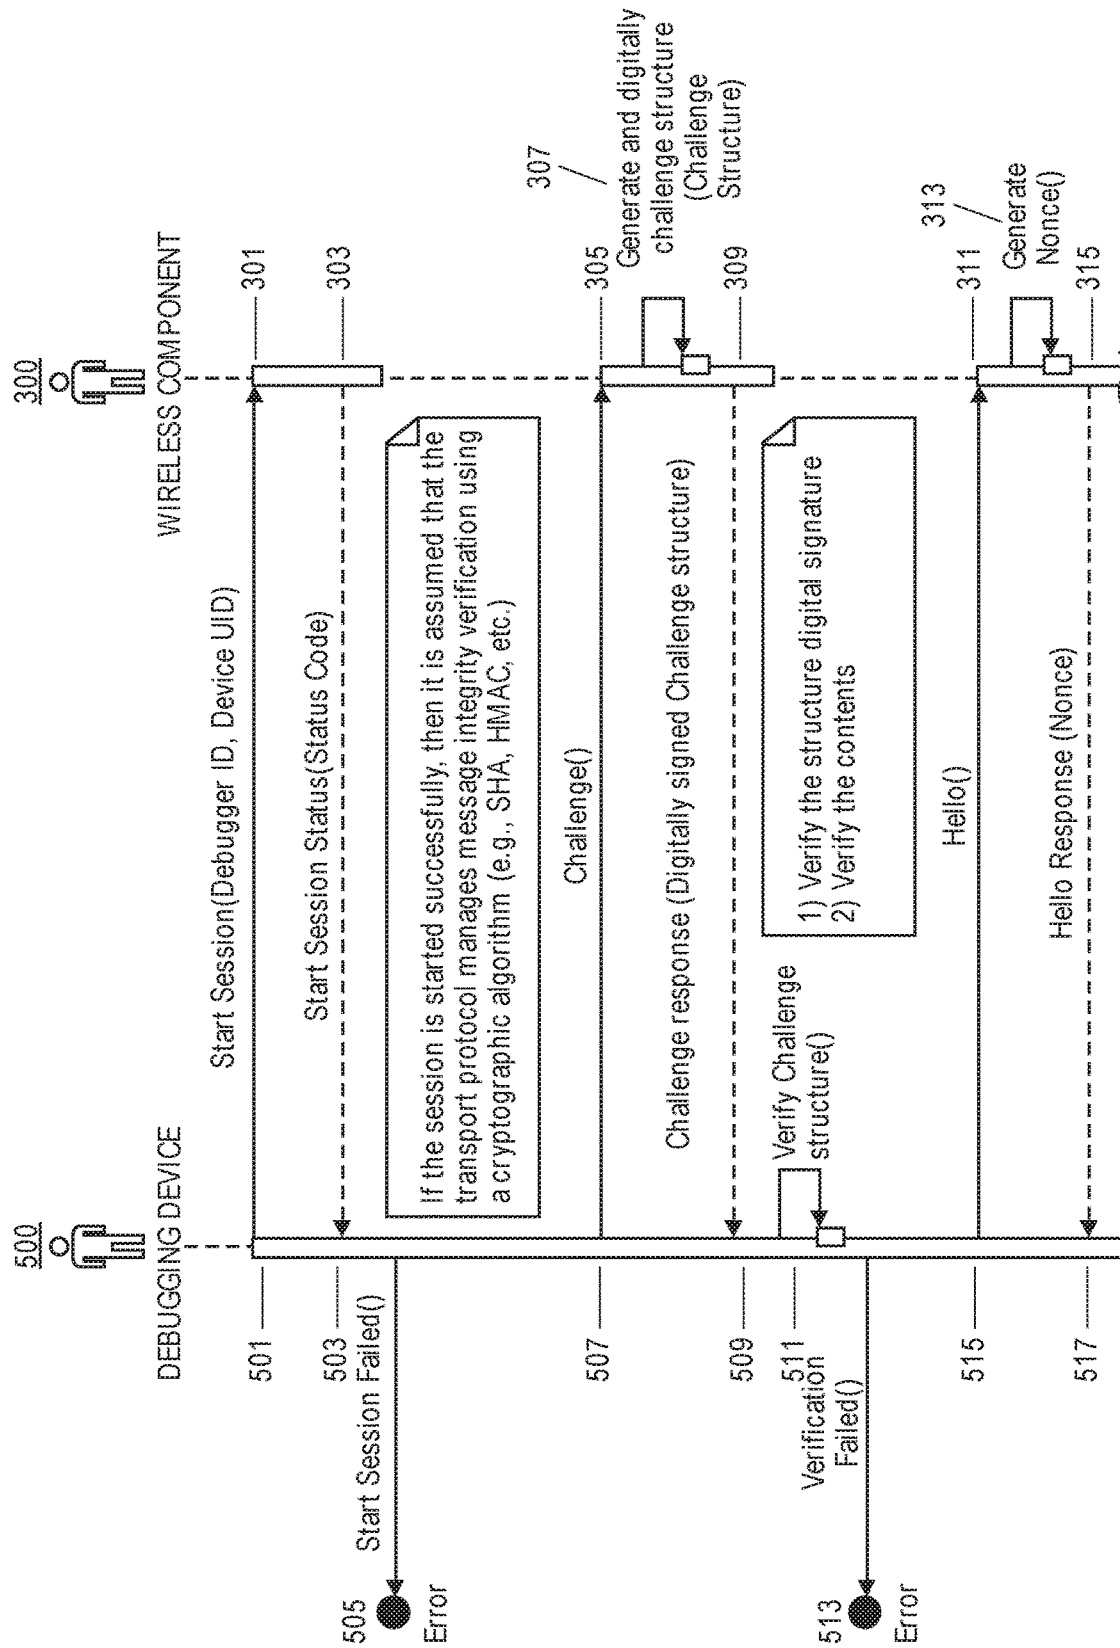 500
DEBUGGING DEVICE
300
WIRELESS COMPONENT
501
Start Session(Debugger ID, Device UID)
301
503
Start Session Status(Status Code)
303
505
Error
Start Session Failed()
If the session is started successfully, then it is assumed that the
transport protocol manages message integrity verification using
a cryptographic algorithm (e.g., SHA, HMAC, etc.)
507
Challenge()
305
307
Generate and digitally
challenge structure
(Challenge
Structure)
509
Challenge response (Digitally signed Challenge structure)
309
511
Verify Challenge
structure()
1) Verify the structure digital signature
2) Verify the contents
513
Error
Verification
Failed()
515
Hello()
311
313
Generate
Nonce()
517
Hello Response (Nonce)
315